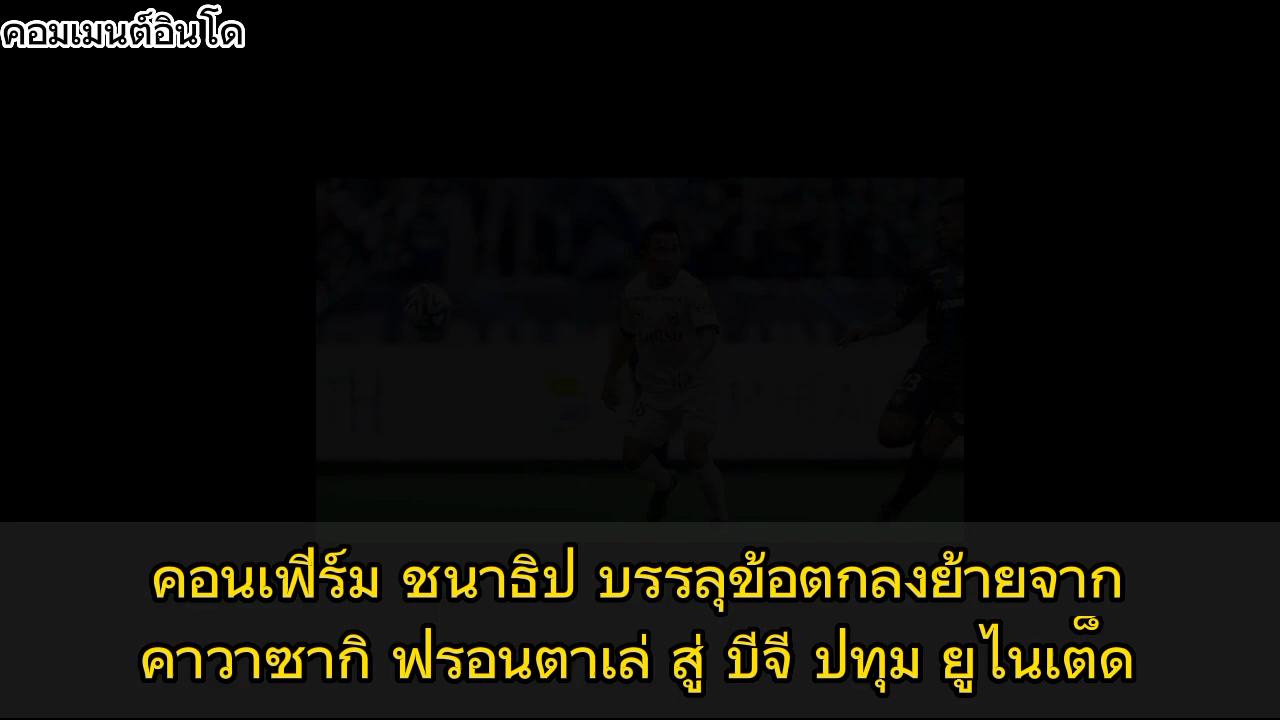 คอมเมนต์อินโด
คอนเฟิร์ม ชนาธิป บรรลุข้อตกลงย้ายจาก
คาวาซากิ ฟรอนตาเล่ สู่ บีจี ปทุม ยูไนเต็ด